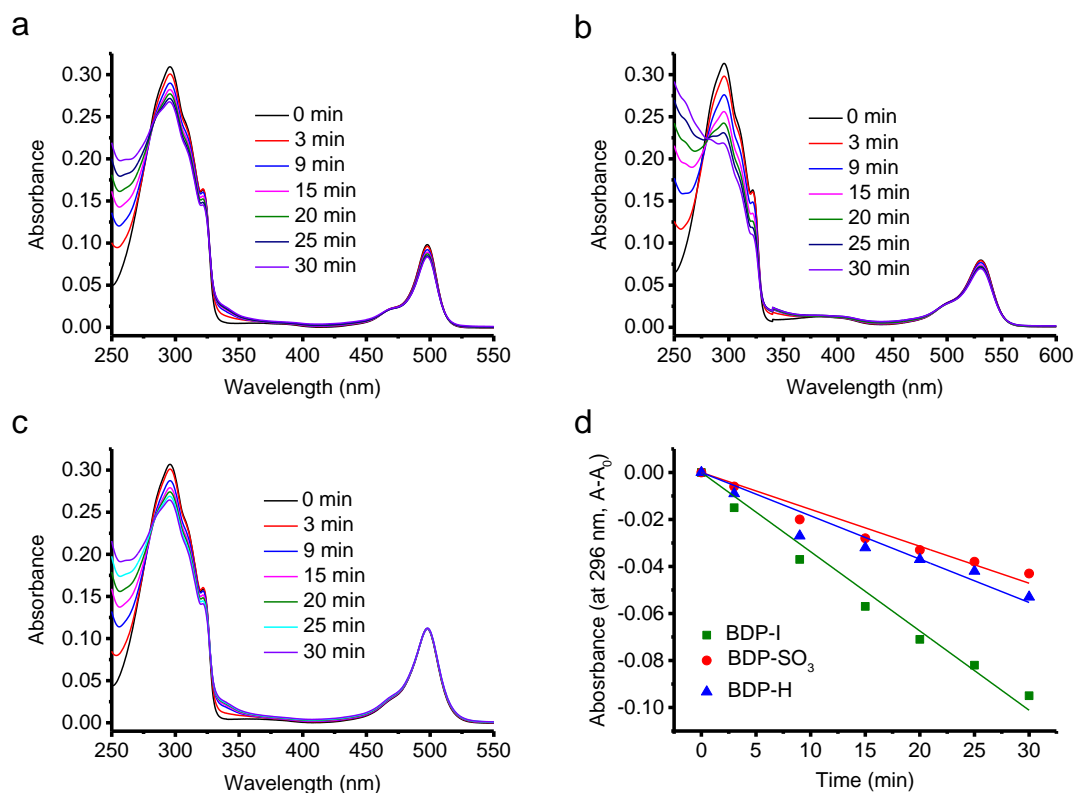 a
0.30
0.25
0.20
0.15
0.10
0.05
0.00
Absorbance
250 300 350 400 450 500 550
Wavelength (nm)
0 min
3 min
9 min
15 min
20 min
25 min
30 min
b
0.30
0.25
0.20
0.15
0.10
0.05
0.00
Absorbance
250 300 350 400 450 500 550 600
Wavelength (nm)
0 min
3 min
9 min
15 min
20 min
25 min
30 min
c
0.30
0.25
0.20
0.15
0.10
0.05
0.00
Absorbance
250 300 350 400 450 500 550
Wavelength (nm)
0 min
3 min
9 min
15 min
20 min
25 min
30 min
d
0.00
-0.02
-0.04
-0.06
-0.08
-0.10
Abosrbance (at 296 nm, A-A₀)
0 5 10 15 20 25 30
Time (min)
BDP-I
BDP-SO₃
BDP-H